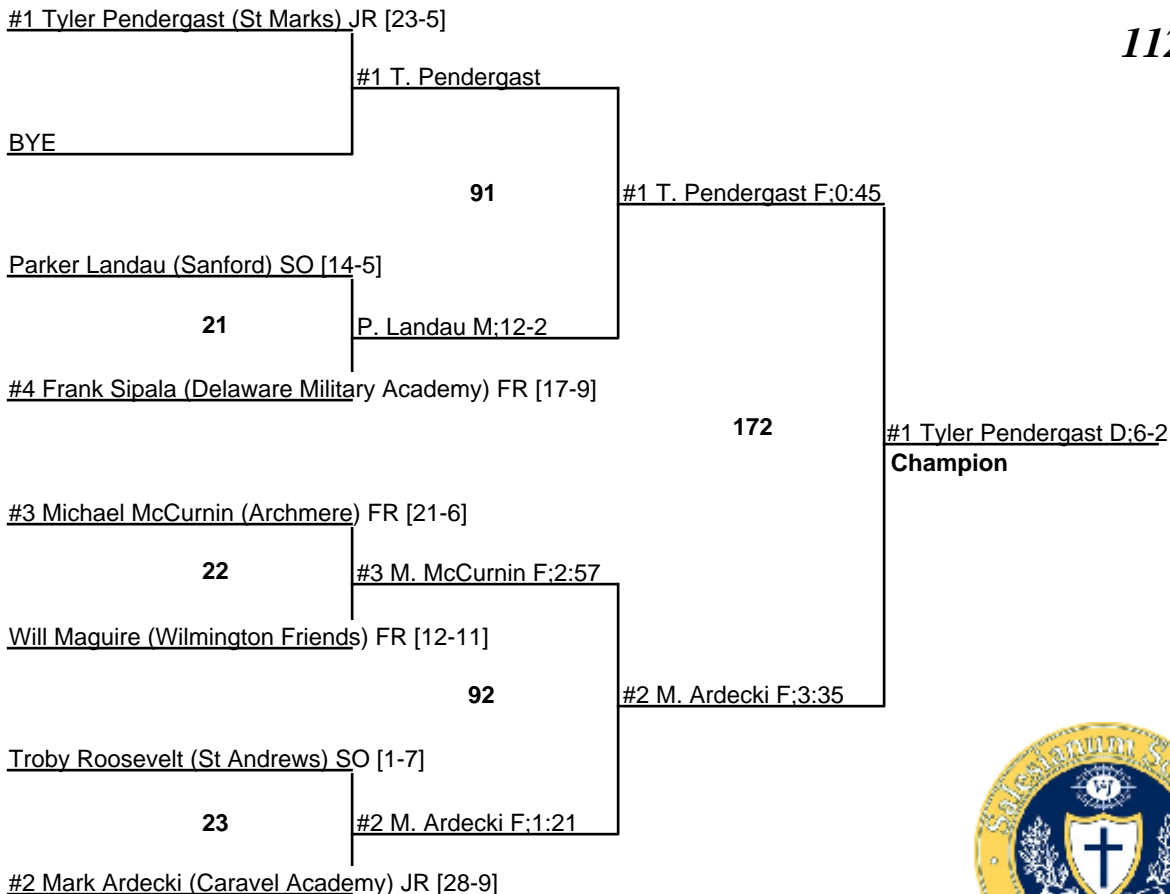 #1 Tyler Pendergast (St Marks) JR [23-5]
112
#1 T. Pendergast
BYE
91
#1 T. Pendergast F;0:45
Parker Landau (Sanford) SO [14-5]
21
P. Landau M;12-2
#4 Frank Sipala (Delaware Military Academy) FR [17-9]
172
#1 Tyler Pendergast D;6-2
Champion
#3 Michael McCurnin (Archmere) FR [21-6]
22
#3 M. McCurnin F;2:57
Will Maguire (Wilmington Friends) FR [12-11]
92
#2 M. Ardecki F;3:35
Troby Roosevelt (St Andrews) SO [1-7]
23
#2 M. Ardecki F;1:21
#2 Mark Ardecki (Caravel Academy) JR [28-9]
Salesianum